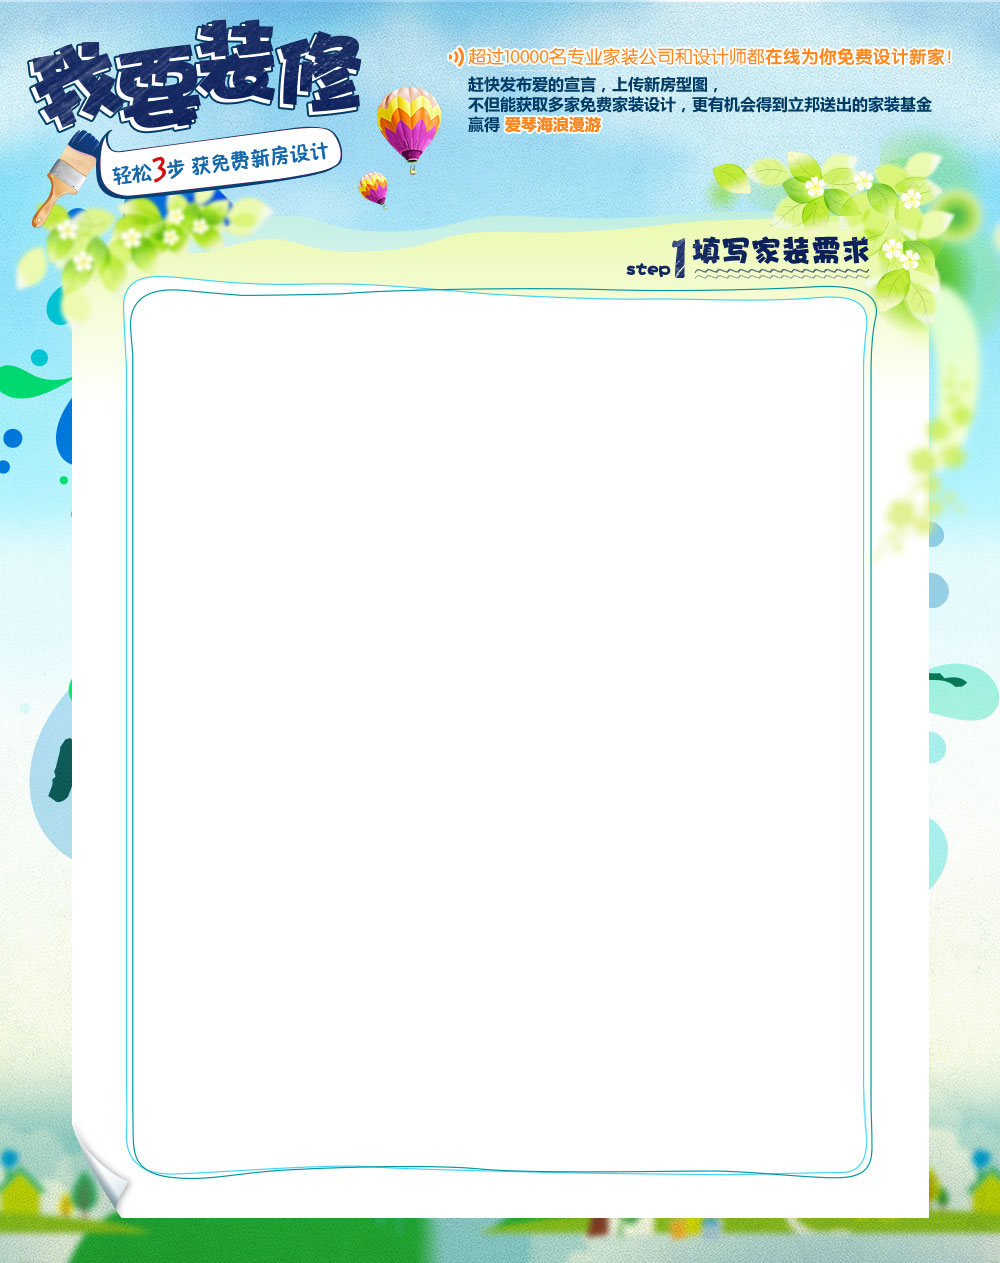 我要装修
轻松3步 获免费新房设计
超过10000名专业家装公司和设计师都在线为你免费设计新家!
赶快发布爱的宣言，上传新房型图，
不但能获取多家免费家装设计，更有机会得到立邦送出的家装基金
赢得 爱琴海浪漫游
step1 填写家装需求